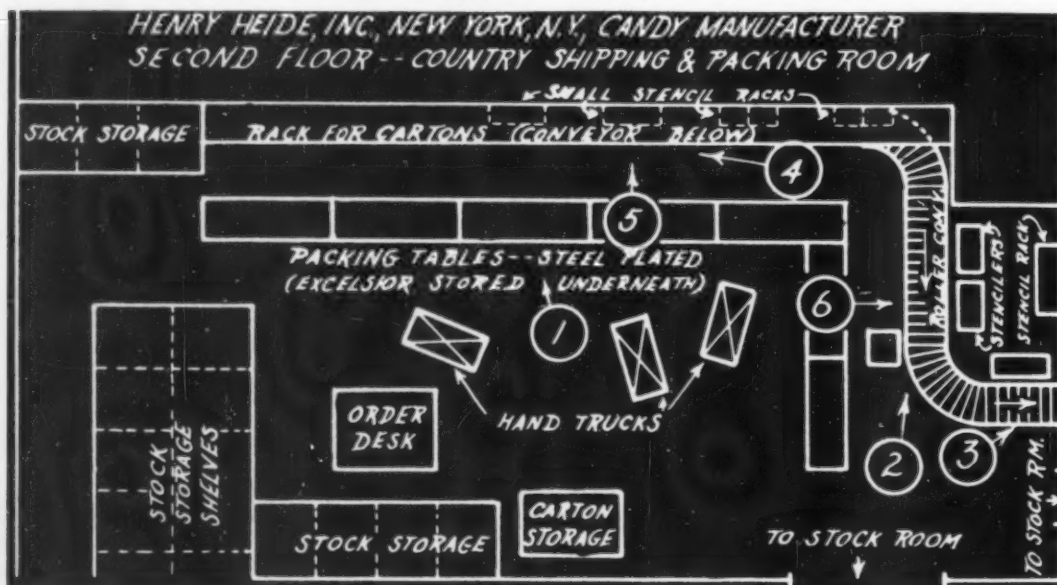 HENRY HEIDE, INC., NEW YORK, N.Y., CANDY MANUFACTURER
SECOND FLOOR -- COUNTRY SHIPPING & PACKING ROOM
SMALL STENCIL RACKS
STOCK STORAGE
RACK FOR CARTONS (CONVEYOR BELOW)
4
5
PACKING TABLES -- STEEL PLATED
(EXCELSIOR STORED UNDERNEATH)
ROLLER CONV.
STENCILERS
STENCIL RACK
6
1
HAND TRUCKS
ORDER
DESK
2
3
STOCK
STORAGE
SHELVES
STOCK STORAGE
CARTON
STORAGE
TO STOCK ROOM
TO STOCK RM.